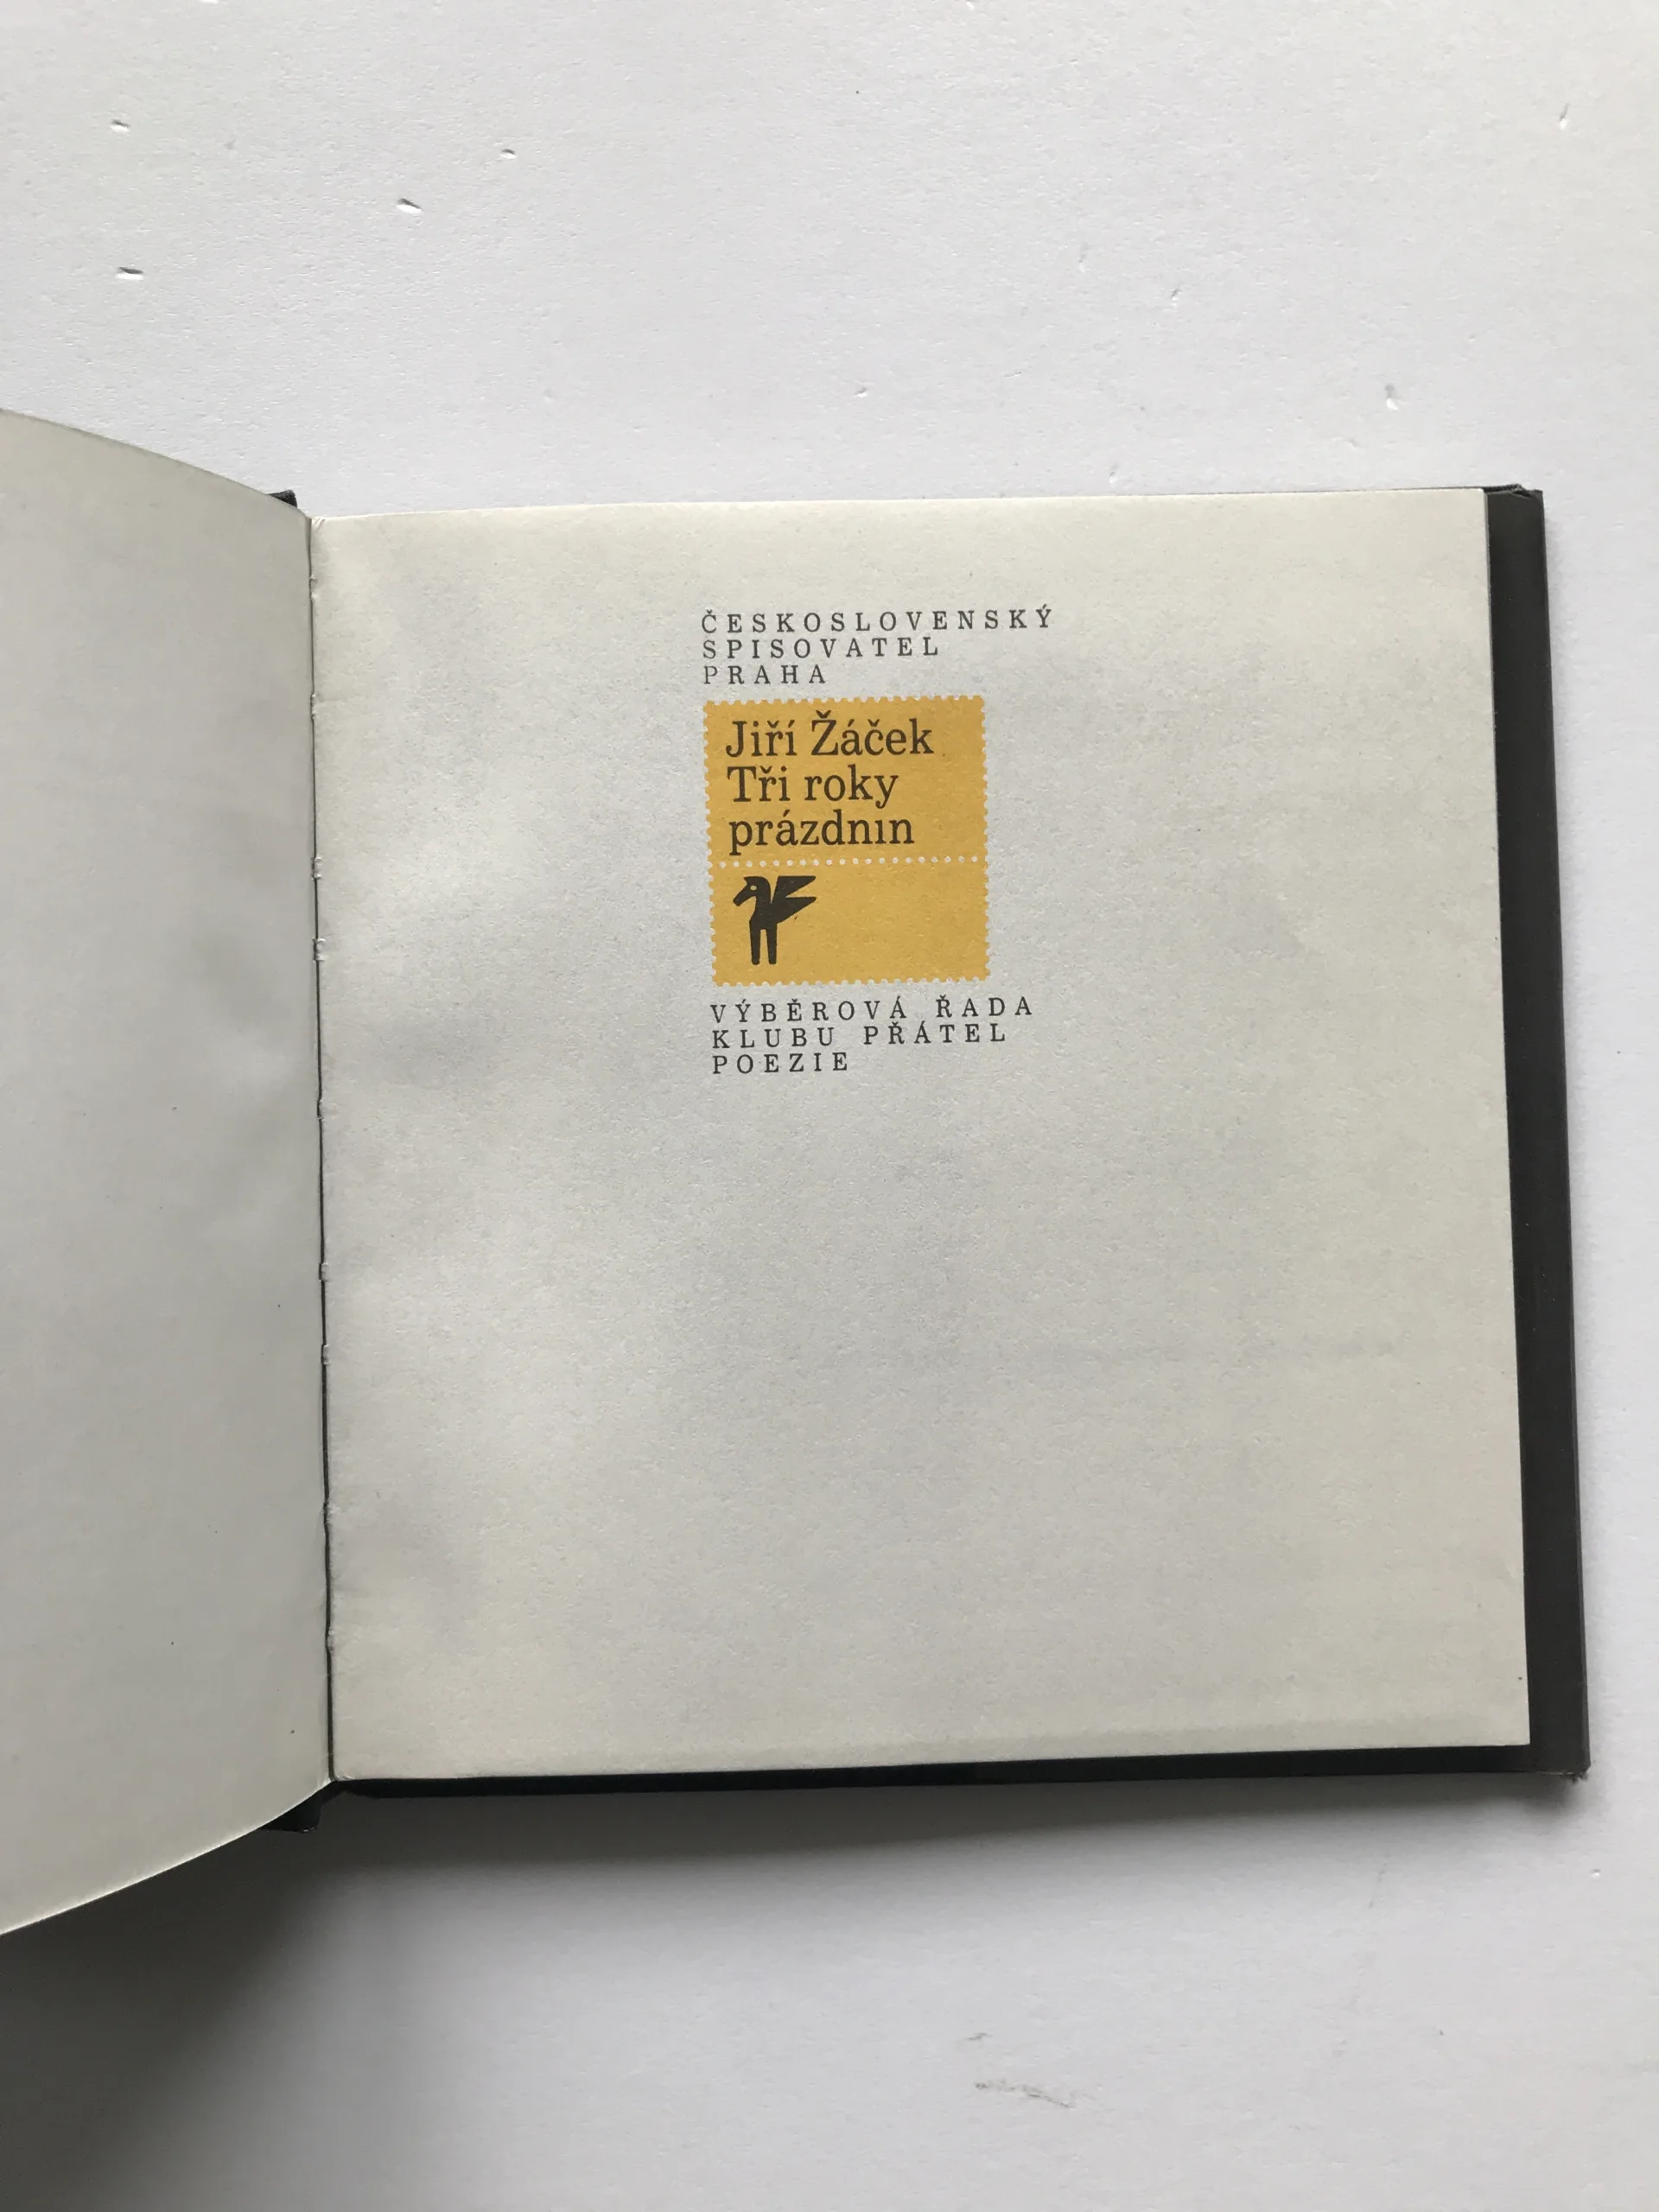 ČESKOSLOVENSKÝ
SPISOVATEL
PRAHA
Jiří Žáček
Tři roky
prázdnin
VÝBĚROVÁ ŘADA
KLUBU PŘÁTEL
POEZIE